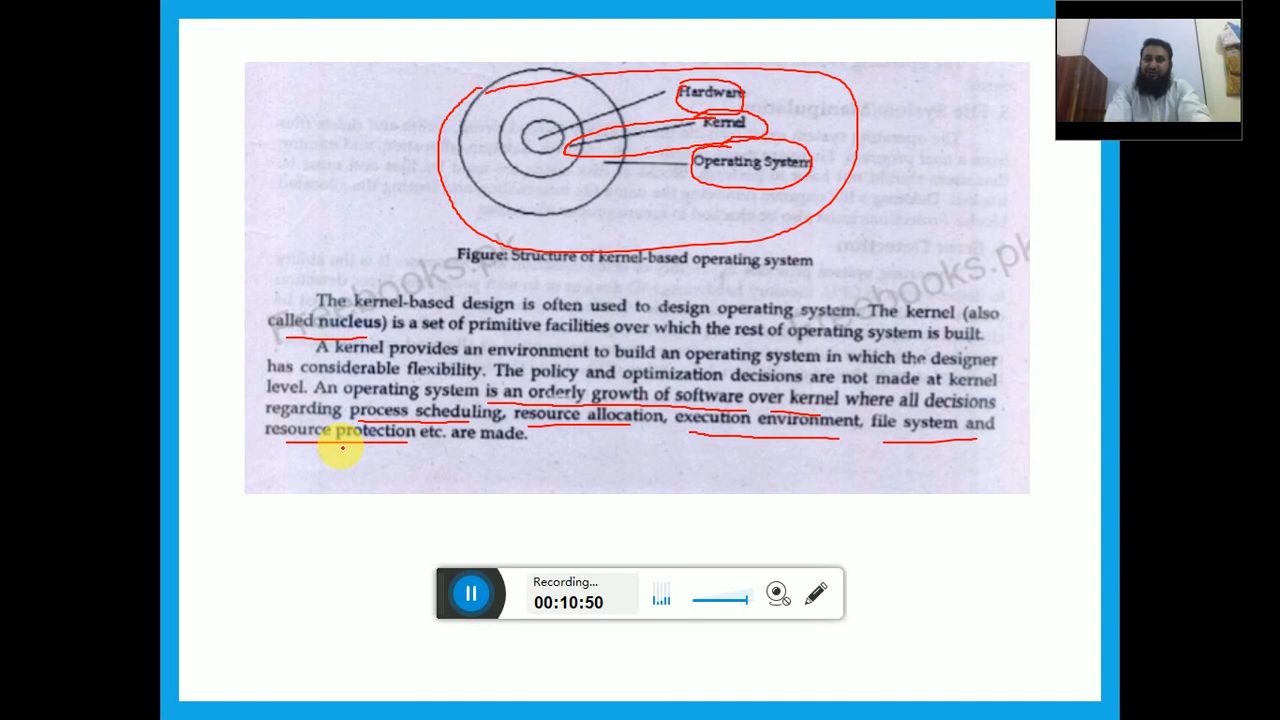 Hardware
Kernel
Operating System
Figure: Structure of kernel-based operating system
Freebooks.pk
Freebooks.pk
The kernel-based design is often used to design operating system. The kernel (also
called nucleus) is a set of primitive facilities over which the rest of operating system is built.
A kernel provides an environment to build an operating system in which the designer
has considerable flexibility. The policy and optimization decisions are not made at kernel
level. An operating system is an orderly growth of software over kernel where all decisions
regarding process scheduling, resource allocation, execution environment, file system and
resource protection etc. are made.
Recording...
00:10:50